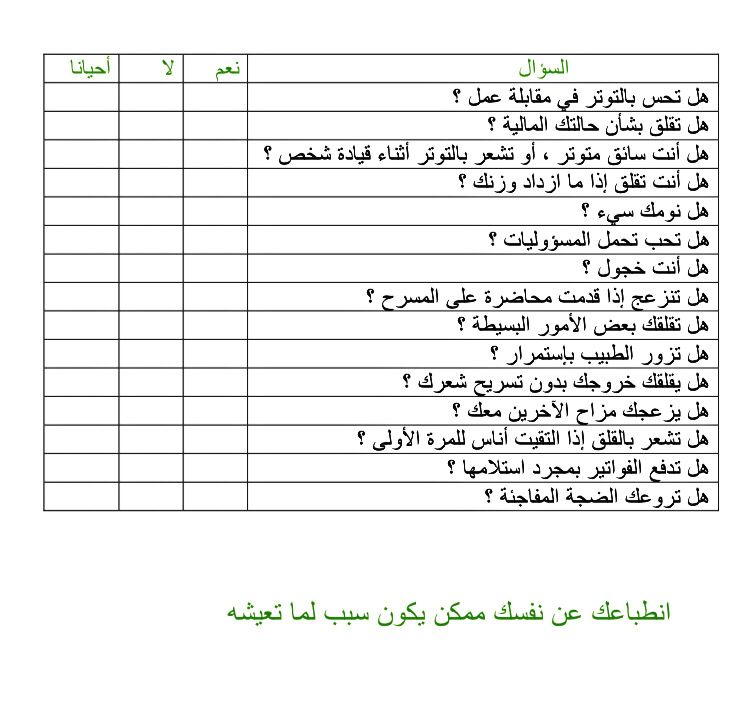 السؤال نعم لا أحيانا
هل تحس بالتوتر في مقابلة عمل ؟
هل تقلق بشأن حالتك المالية ؟
هل أنت سائق متوتر ، أو تشعر بالتوتر أثناء قيادة شخص ؟
هل أنت تقلق إذا ما ازداد وزنك ؟
هل نومك سيء ؟
هل تحب تحمل المسؤوليات ؟
هل أنت خجول ؟
هل تنزعج إذا قدمت محاضرة على المسرح ؟
هل تقلقك بعض الأمور البسيطة ؟
هل تزور الطبيب بإستمرار ؟
هل يقلقك خروجك بدون تسريح شعرك ؟
هل يزعجك مزاح الآخرين معك ؟
هل تشعر بالقلق إذا التقيت أناس للمرة الأولى ؟
هل تدفع الفواتير بمجرد استلامها ؟
هل تروعك الضجة المفاجئة ؟
انطباعك عن نفسك ممكن يكون سبب لما تعيشه